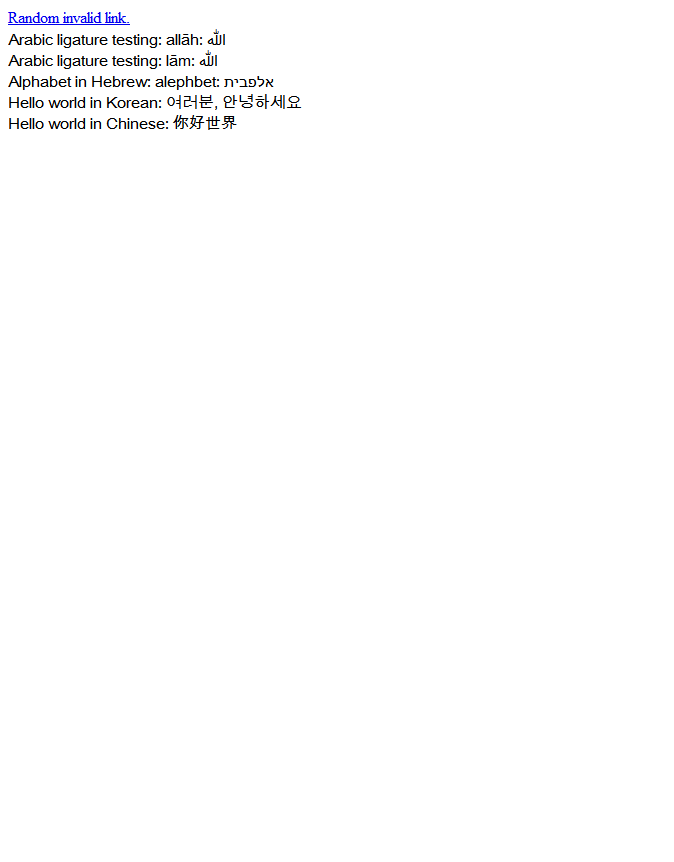 Random invalid link.
Arabic ligature testing: allāh: الله
Arabic ligature testing: lām: الله
Alphabet in Hebrew: alephbet: אלפבית
Hello world in Korean: 여러분, 안녕하세요
Hello world in Chinese: 你好世界